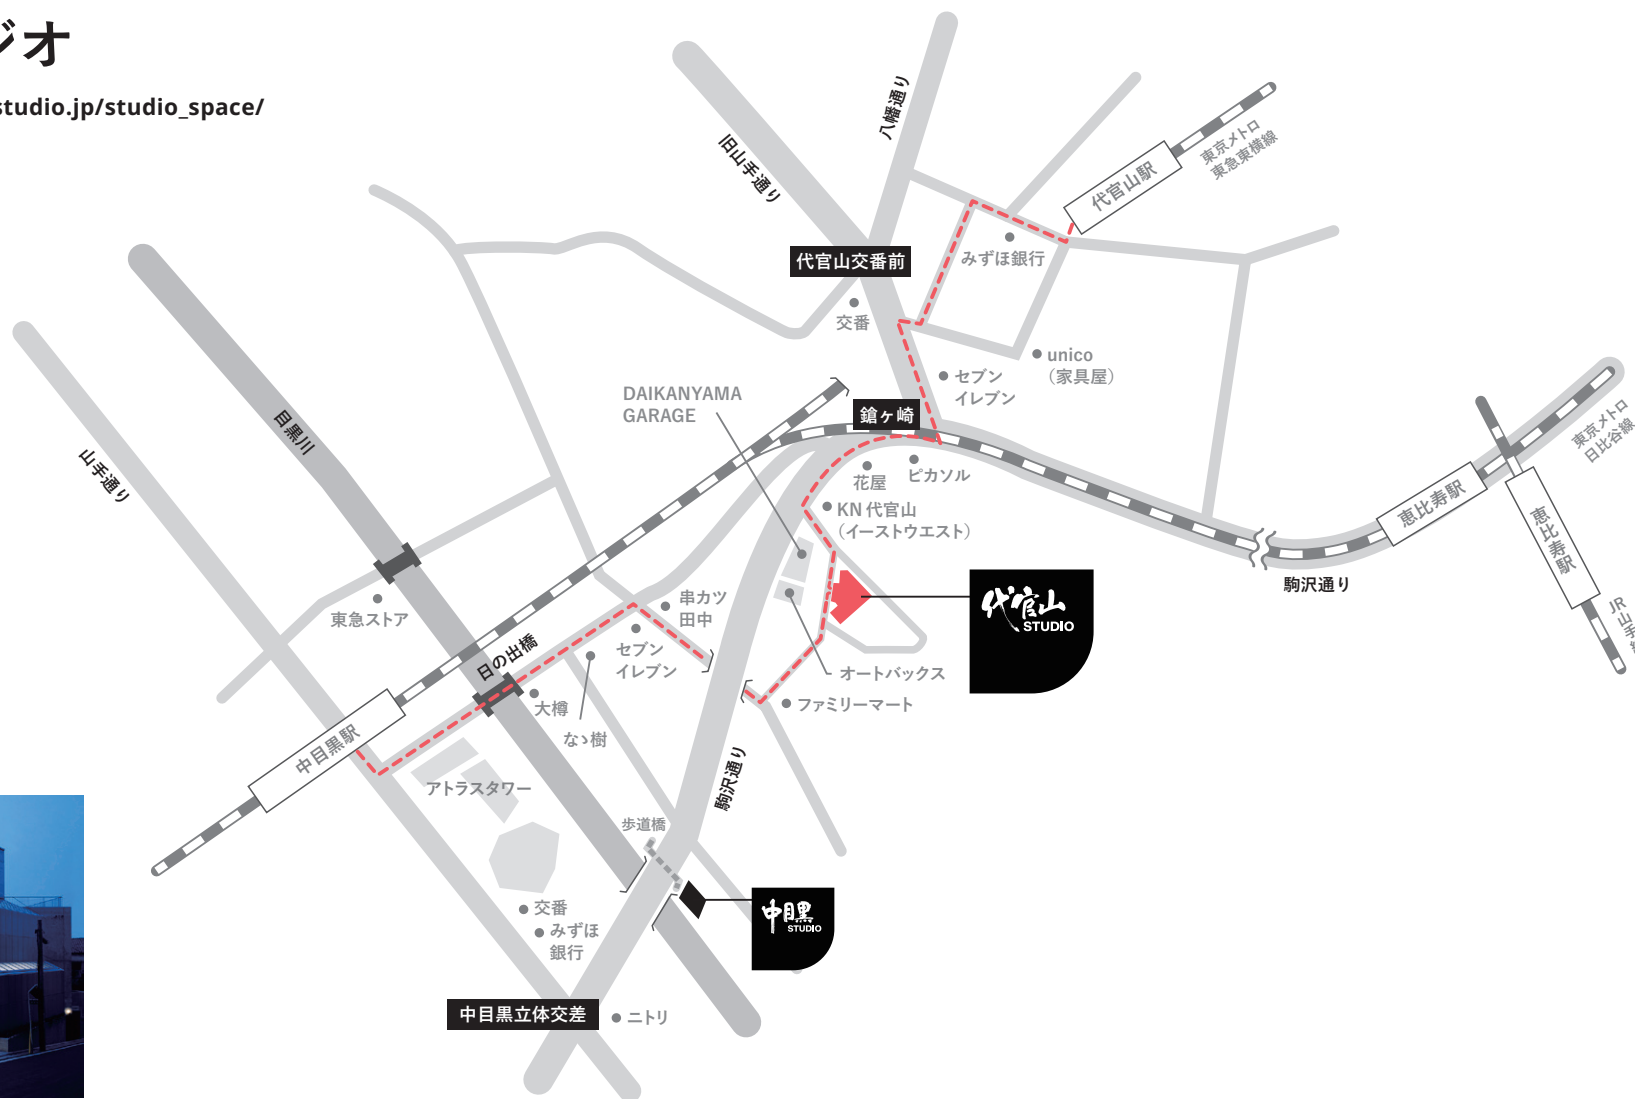 ジオ
studio.jp/studio_space/
八幡通り
旧山手通り
東京メトロ
東急東横線
代官山駅
代官山交番前
みずほ銀行
交番
unico
（家具屋）
セブン
イレブン
DAIKANYAMA
GARAGE
鎗ヶ崎
目黒川
山手通り
花屋
ピカソル
KN 代官山
（イーストウエスト）
東京メトロ
日比谷線
恵比寿駅
恵比寿駅
駒沢通り
JR
山手線
代官山
STUDIO
東急ストア
串カツ
田中
日の出橋
セブン
イレブン
オートバックス
ファミリーマート
大樽
なゝ樹
中目黒駅
アトラスタワー
駒沢通り
歩道橋
中目黒
STUDIO
交番
みずほ
銀行
中目黒立体交差
ニトリ